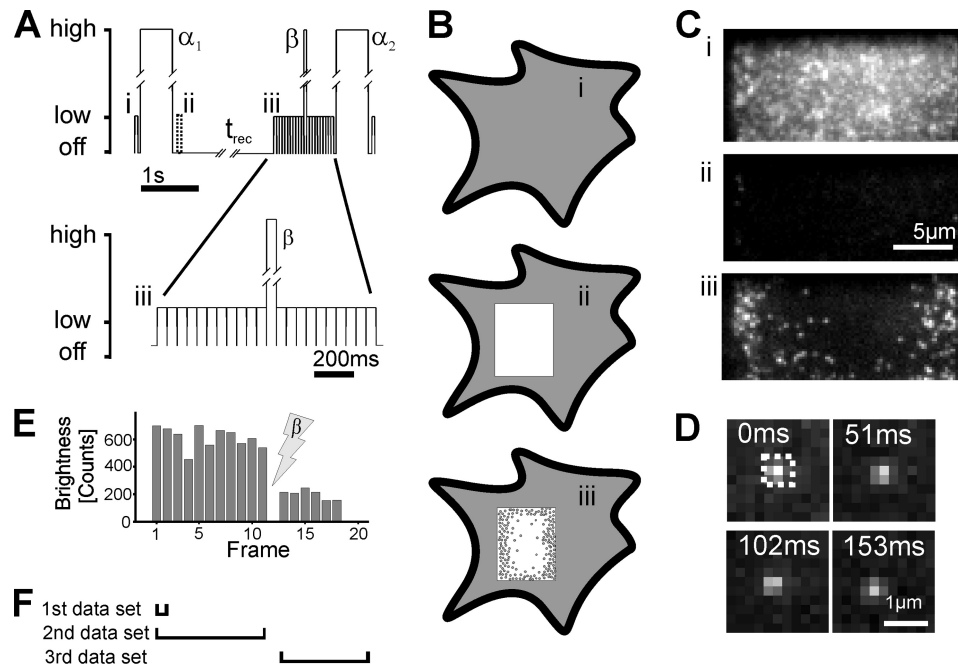 A
high
low
off
i
α1
ii
trec
iii
β
α2
1s
high
low
off
iii
β
200ms
B
i
ii
iii
C
i
ii
5μm
iii
D
0ms
51ms
102ms
153ms
1μm
E
Brightness
[Counts]
600
400
200
0
β
1
5
10
15
20
Frame
F
1st data set
2nd data set
3rd data set